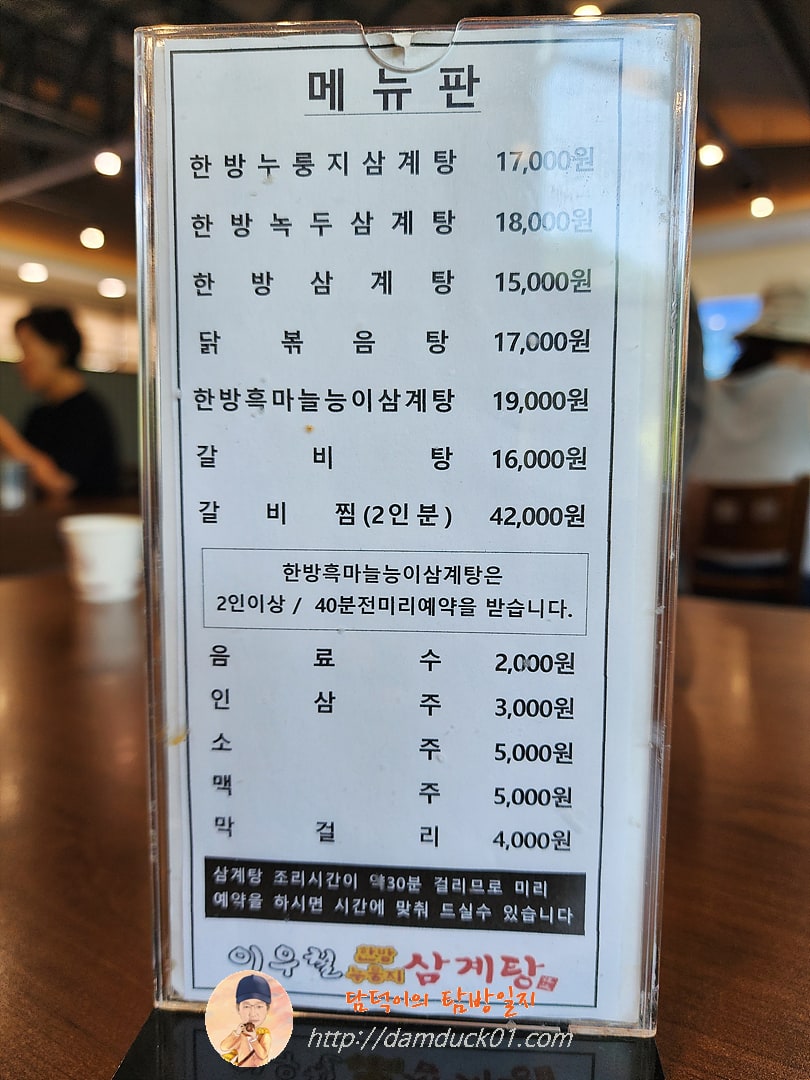 메뉴판
한방누룽지삼계탕 17,000원
한방녹두삼계탕 18,000원
한방삼계탕 15,000원
닭볶음탕 17,000원
한방흑마늘능이삼계탕 19,000원
갈비탕 16,000원
갈비찜(2인분) 42,000원
한방흑마늘능이삼계탕은
2인이상 / 40분전미리예약을 받습니다.
음료수 2,000원
인삼주 3,000원
소주 5,000원
맥주 5,000원
막걸리 4,000원
삼계탕 조리시간이 약30분 걸리므로 미리
예약을 하시면 시간에 맞춰 드실수 있습니다
이우철 한방 누룽지 삼계탕
담덕이의 탐방일지
http://damduck01.com